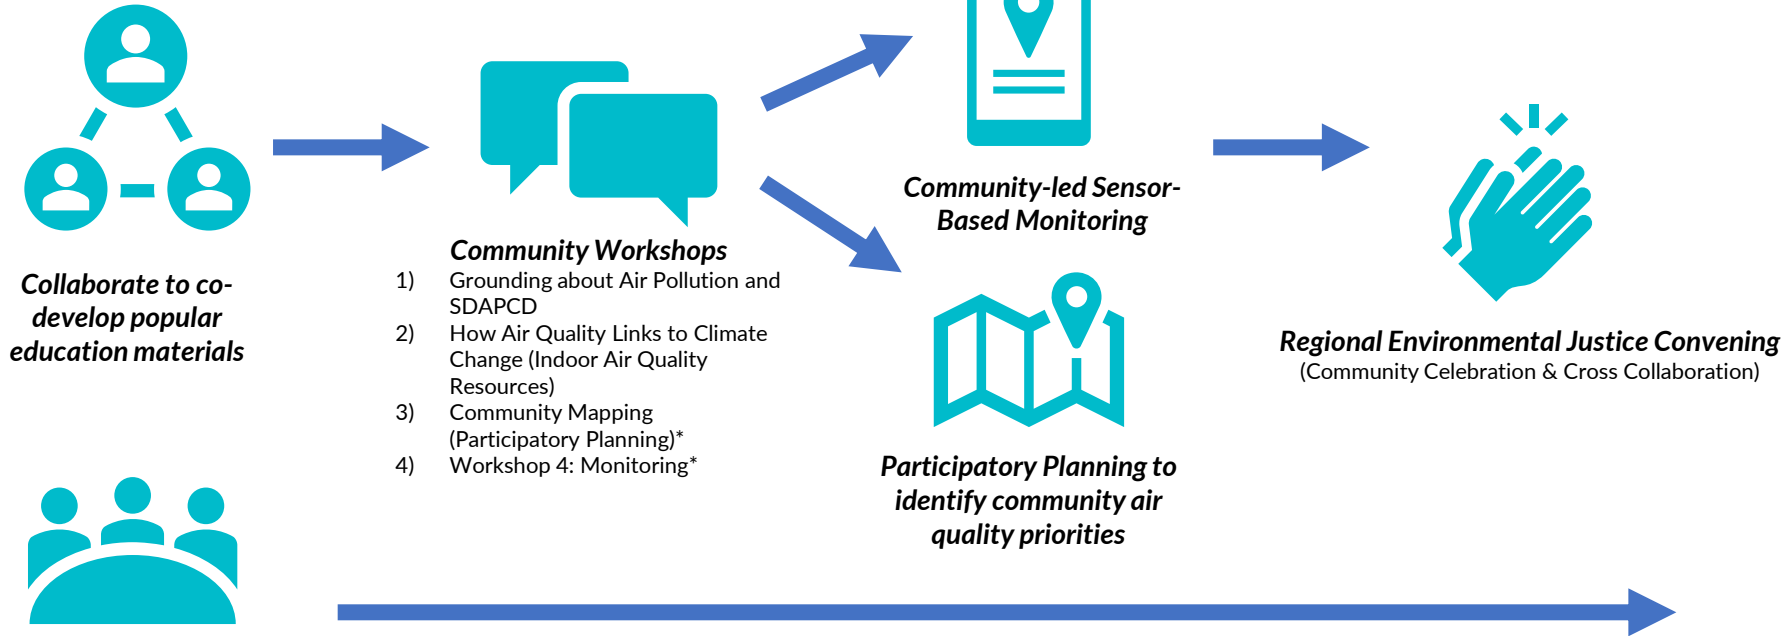 Collaborate to co-
develop popular
education materials
Community Workshops
1) Grounding about Air Pollution and
SDAPCD
2) How Air Quality Links to Climate
Change (Indoor Air Quality
Resources)
3) Community Mapping
(Participatory Planning)*
4) Workshop 4: Monitoring*
Community-led Sensor-
Based Monitoring
Participatory Planning to
identify community air
quality priorities
Regional Environmental Justice Convening
(Community Celebration & Cross Collaboration)